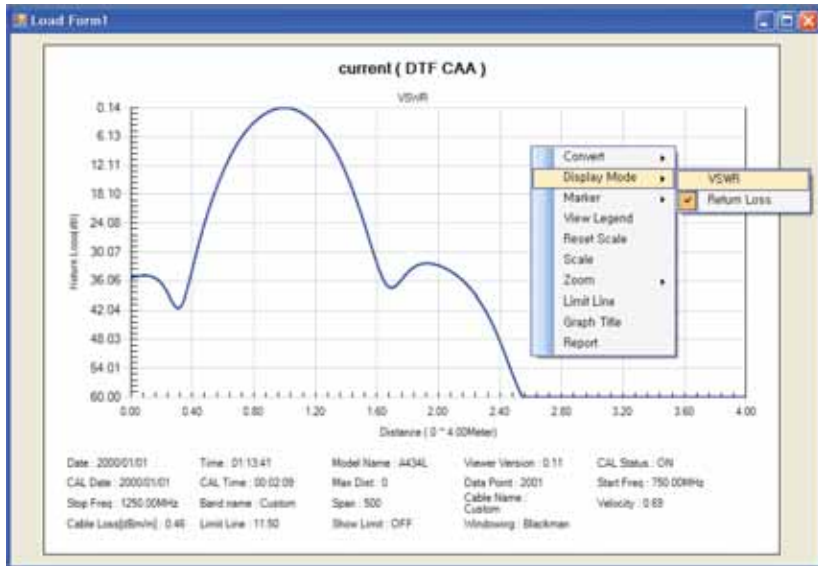 Load Form1
current ( DTF CAA )
VSWR
0.14
6.13
12.11
18.10
24.08
30.07
36.06
42.04
48.03
54.01
60.00
Return Loss(dB)
0.00 0.40 0.80 1.20 1.60 2.00 2.40 2.80 3.20 3.60 4.00
Distance ( 0 ~ 4.00Meter)
Convert
Display Mode
Marker
View Legend
Reset Scale
Scale
Zoom
Limit Line
Graph Title
Report
VSWR
Return Loss
Date : 2000/01/01 Time : 01:13:41 Model Name : A434L Viewer Version : 0.11 CAL Status : ON
CAL Date : 2000/01/01 CAL Time : 00:02:09 Max Dist : 0 Data Point : 2001 Start Freq : 750.00MHz
Stop Freq : 1250.00MHz Band name : Custom Span : 500 Cable Name : Custom Velocity : 0.69
Cable Loss[dBm/m] : 0.46 Limit Line : 11.50 Show Limit : OFF Windowing : Blackman